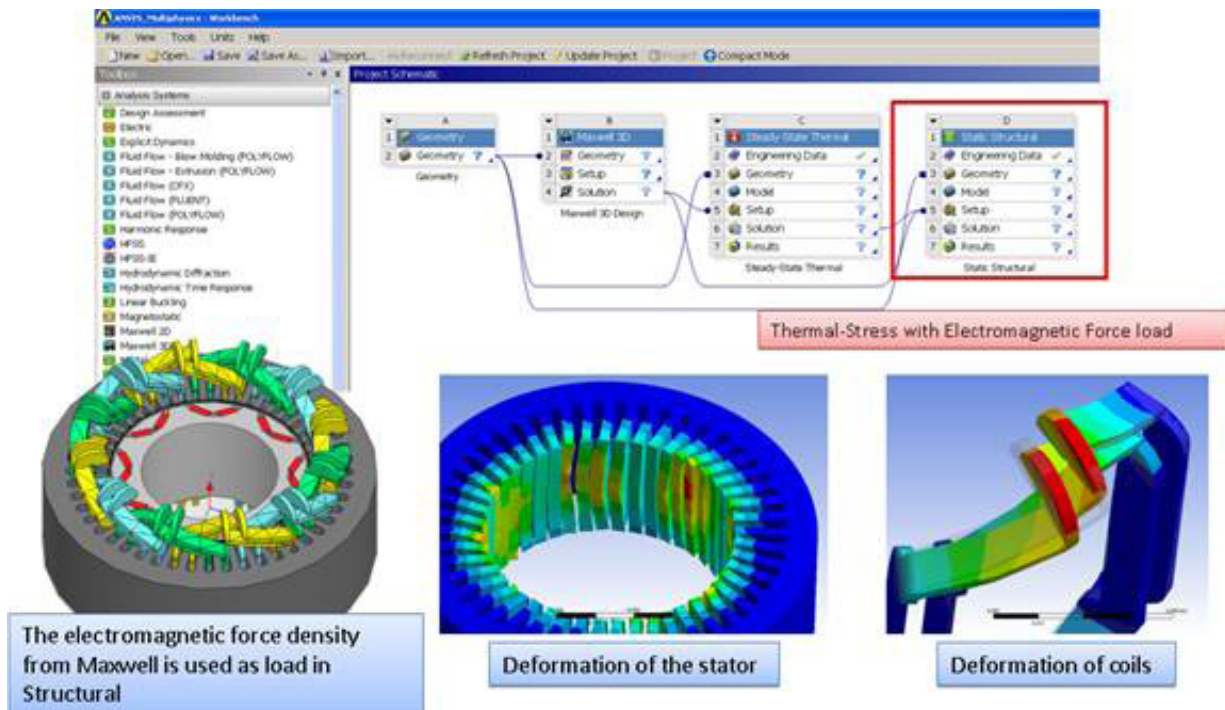 ANSYS_Multiphysics - Workbench
File View Tools Units Help
New Open... Save Save As... Import... Reconnect Refresh Project Update Project Project Compact Mode
Toolbox
Project Schematic
Analysis Systems
Design Assessment
Electric
Explicit Dynamics
Fluid Flow - Blow Molding (POLYFLOW)
Fluid Flow - Extrusion (POLYFLOW)
Fluid Flow (CFX)
Fluid Flow (FLUENT)
Fluid Flow (POLYFLOW)
Harmonic Response
HFSS
HFSS-IE
Hydrodynamic Diffraction
Hydrodynamic Time Response
Linear Buckling
Magnetostatic
Maxwell 2D
Maxwell 3D
A
1 Geometry
2 Geometry ?
Geometry
B
1 Maxwell 3D
2 Geometry ?
3 Setup ?
4 Solution ?
Maxwell 3D Design
C
1 Steady-State Thermal
2 Engineering Data
3 Geometry ?
4 Model ?
5 Setup ?
6 Solution ?
7 Results ?
Steady-State Thermal
D
1 Static Structural
2 Engineering Data
3 Geometry ?
4 Model ?
5 Setup ?
6 Solution ?
7 Results ?
Static Structural
Thermal-Stress with Electromagnetic Force load
The electromagnetic force density
from Maxwell is used as load in
Structural
Deformation of the stator
Deformation of coils